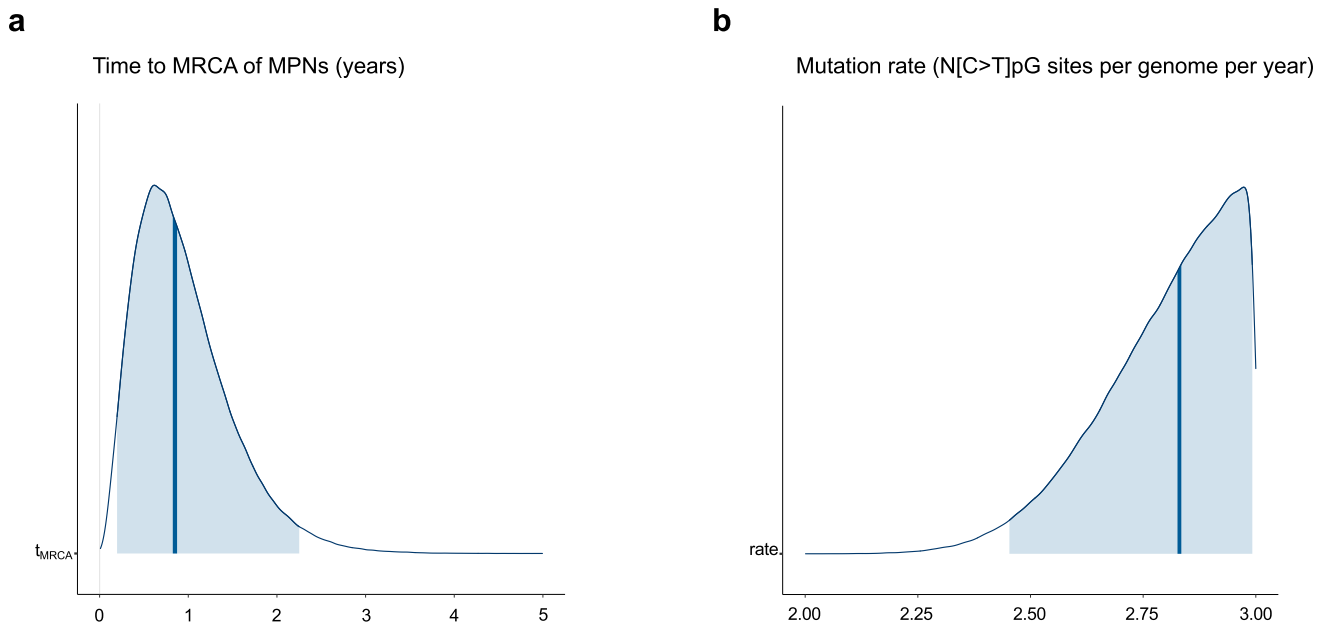 a
b
Time to MRCA of MPNs (years)
Mutation rate (N[C>T]pG sites per genome per year)
tMRCA
rate
0 1 2 3 4 5
2.00 2.25 2.50 2.75 3.00